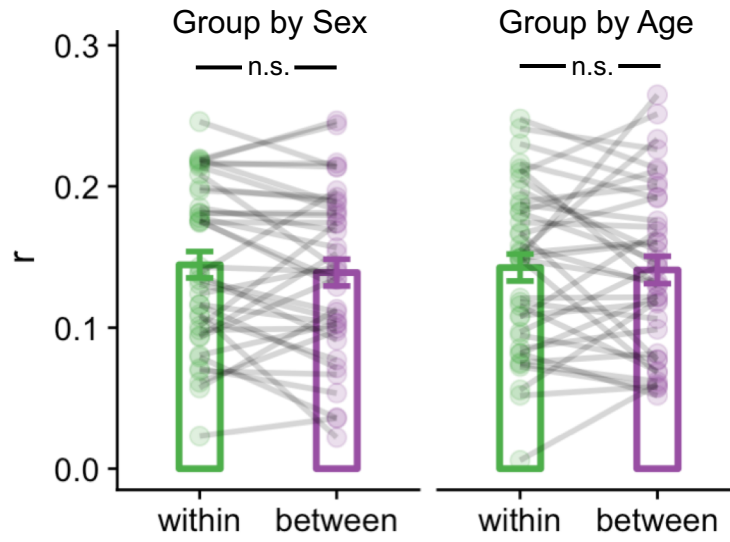 Group by Sex
Group by Age
0.3
n.s.
n.s.
0.2
r
0.1
0.0
within
between
within
between